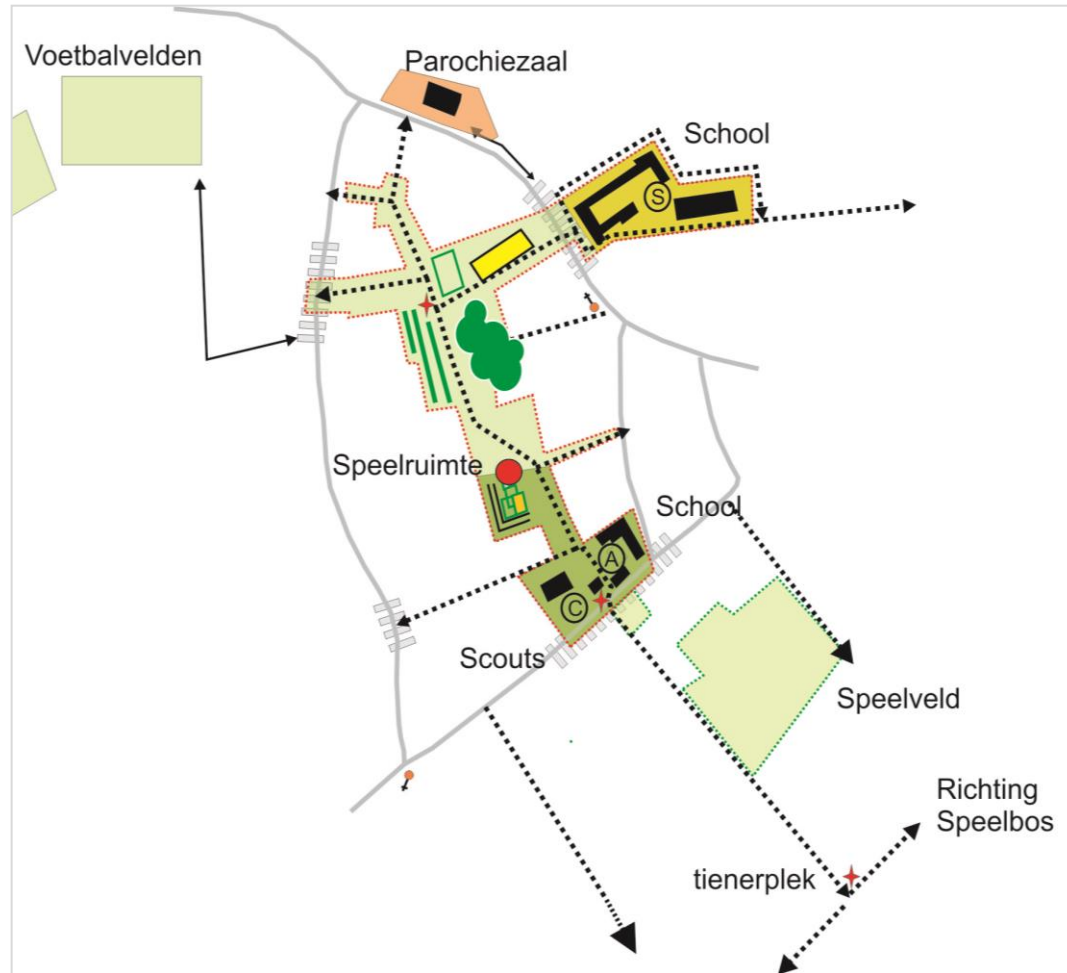 Voetbalvelden
Parochiezaal
School
S
Speelruimte
School
A
C
Scouts
Speelveld
Richting
Speelbos
tienerplek